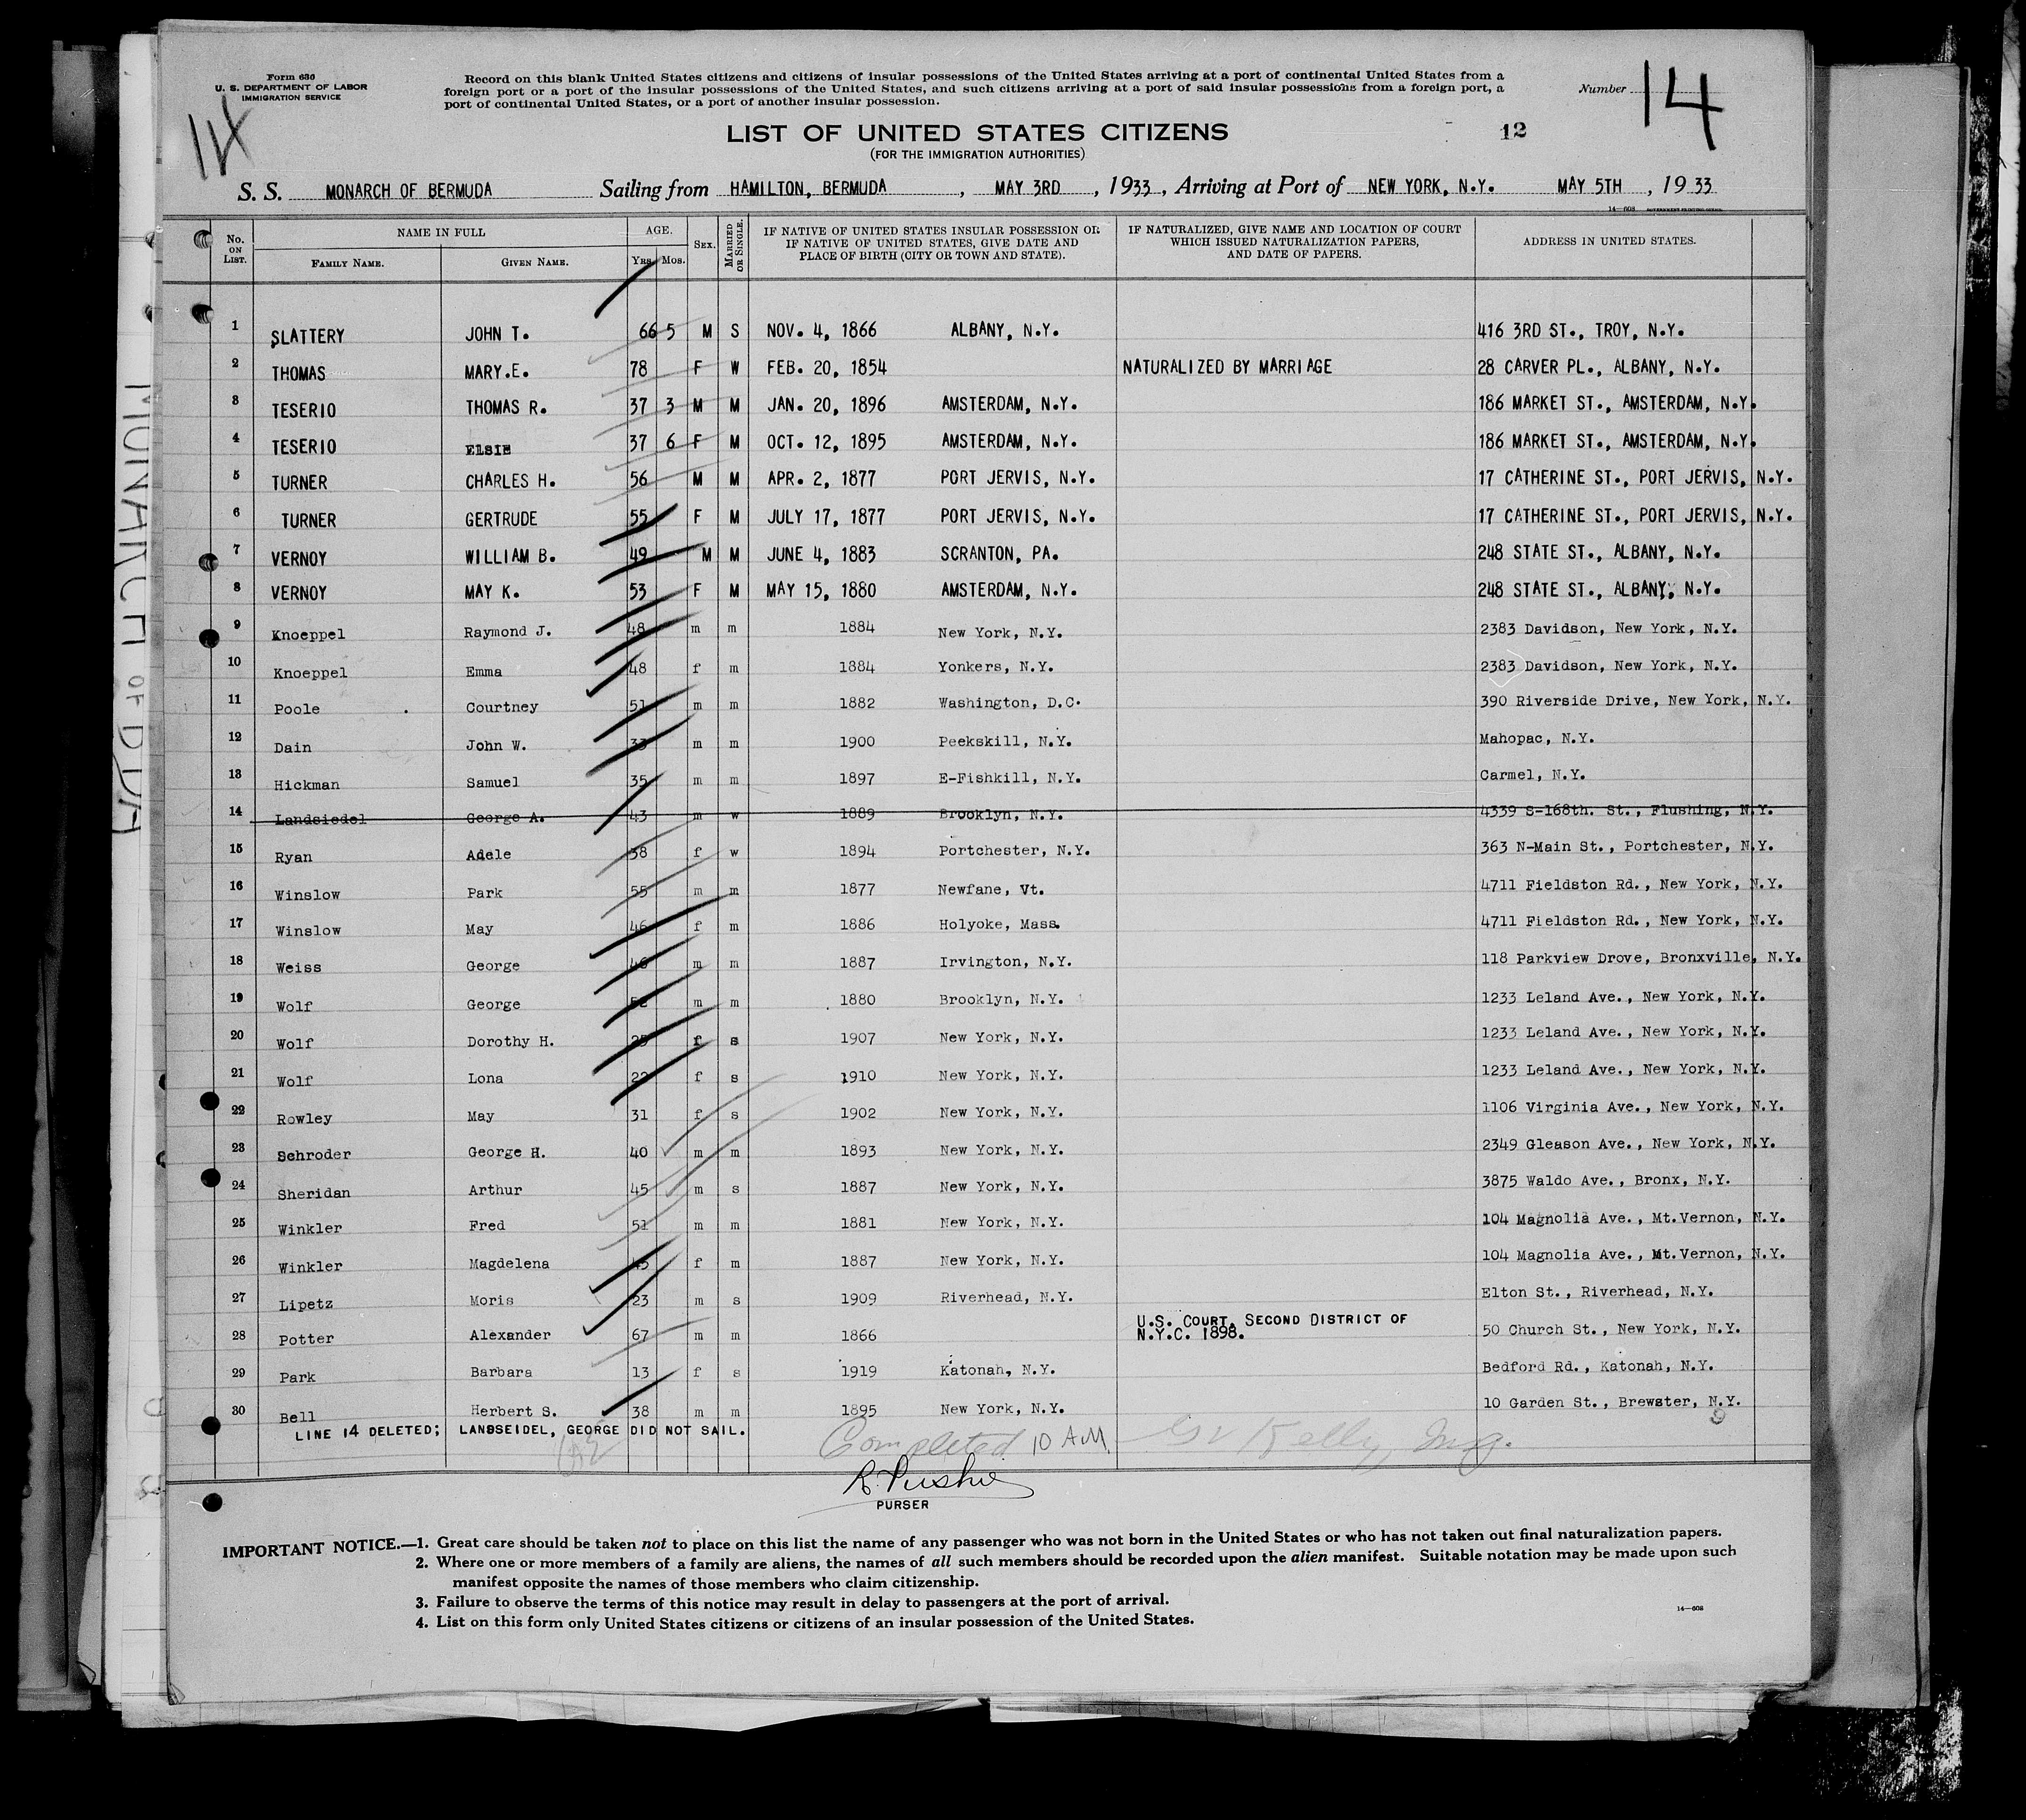 Form 630
U. S. DEPARTMENT OF LABOR
IMMIGRATION SERVICE
Record on this blank United States citizens and citizens of insular possessions of the United States arriving at a port of continental United States from a
foreign port or a port of the insular possessions of the United States, and such citizens arriving at a port of said insular possessions from a foreign port, a
port of continental United States, or a port of another insular possession.
Number 14
LIST OF UNITED STATES CITIZENS
12
(FOR THE IMMIGRATION AUTHORITIES)
S. S. MONARCH OF BERMUDA Sailing from HAMILTON, BERMUDA, MAY 3RD, 1933, Arriving at Port of NEW YORK, N.Y. MAY 5TH, 1933
14—608 GOVERNMENT PRINTING OFFICE
No. ON LIST. NAME IN FULL AGE. SEX. MARRIED OR SINGLE. IF NATIVE OF UNITED STATES INSULAR POSSESSION OR IF NATIVE OF UNITED STATES, GIVE DATE AND PLACE OF BIRTH (CITY OR TOWN AND STATE). IF NATURALIZED, GIVE NAME AND LOCATION OF COURT WHICH ISSUED NATURALIZATION PAPERS, AND DATE OF PAPERS. ADDRESS IN UNITED STATES.
FAMILY NAME. GIVEN NAME. Yrs. Mos.
1 SLATTERY JOHN T. 66 5 M S NOV. 4, 1866 ALBANY, N.Y. 416 3RD ST., TROY, N.Y.
2 THOMAS MARY.E. 78 F W FEB. 20, 1854 NATURALIZED BY MARRIAGE 28 CARVER PL., ALBANY, N.Y.
3 TESERIO THOMAS R. 37 3 M M JAN. 20, 1896 AMSTERDAM, N.Y. 186 MARKET ST., AMSTERDAM, N.Y.
4 TESERIO ELSIE 37 6 F M OCT. 12, 1895 AMSTERDAM, N.Y. 186 MARKET ST., AMSTERDAM, N.Y.
5 TURNER CHARLES H. 56 M M APR. 2, 1877 PORT JERVIS, N.Y. 17 CATHERINE ST., PORT JERVIS, N.Y.
6 TURNER GERTRUDE 55 F M JULY 17, 1877 PORT JERVIS, N.Y. 17 CATHERINE ST., PORT JERVIS, N.Y.
7 VERNOY WILLIAM B. 49 M M JUNE 4, 1883 SCRANTON, PA. 248 STATE ST., ALBANY, N.Y.
8 VERNOY MAY K. 53 F M MAY 15, 1880 AMSTERDAM, N.Y. 248 STATE ST., ALBANY, N.Y.
9 Knoeppel Raymond J. 48 m m 1884 New York, N.Y. 2383 Davidson, New York, N.Y.
10 Knoeppel Emma 48 f m 1884 Yonkers, N.Y. 2383 Davidson, New York, N.Y.
11 Poole Courtney 51 m m 1882 Washington, D.C. 390 Riverside Drive, New York, N.Y.
12 Dain John W. 33 m m 1900 Peekskill, N.Y. Mahopac, N.Y.
13 Hickman Samuel 35 m m 1897 E-Fishkill, N.Y. Carmel, N.Y.
14 Landsiedel George A. 43 m w 1889 Brooklyn, N.Y. 4339 S-168th. St., Flushing, N.Y.
15 Ryan Adele 38 f w 1894 Portchester, N.Y. 363 N-Main St., Portchester, N.Y.
16 Winslow Park 55 m m 1877 Newfane, Vt. 4711 Fieldston Rd., New York, N.Y.
17 Winslow May 46 f m 1886 Holyoke, Mass. 4711 Fieldston Rd., New York, N.Y.
18 Weiss George 46 m m 1887 Irvington, N.Y. 118 Parkview Drove, Bronxville, N.Y.
19 Wolf George 52 m m 1880 Brooklyn, N.Y. 1233 Leland Ave., New York, N.Y.
20 Wolf Dorothy H. 25 f s 1907 New York, N.Y. 1233 Leland Ave., New York, N.Y.
21 Wolf Lona 22 f s 1910 New York, N.Y. 1233 Leland Ave., New York, N.Y.
22 Rowley May 31 f s 1902 New York, N.Y. 1106 Virginia Ave., New York, N.Y.
23 Schroder George H. 40 m m 1893 New York, N.Y. 2349 Gleason Ave., New York, N.Y.
24 Sheridan Arthur 45 m s 1887 New York, N.Y. 3875 Waldo Ave., Bronx, N.Y.
25 Winkler Fred 51 m m 1881 New York, N.Y. 104 Magnolia Ave., Mt.Vernon, N.Y.
26 Winkler Magdelena 45 f m 1887 New York, N.Y. 104 Magnolia Ave., Mt.Vernon, N.Y.
27 Lipetz Moris 23 m s 1909 Riverhead, N.Y. Elton St., Riverhead, N.Y.
28 Potter Alexander 67 m m 1866 U.S. COURT, SECOND DISTRICT OF N.Y.C. 1898. 50 Church St., New York, N.Y.
29 Park Barbara 13 f s 1919 Katonah, N.Y. Bedford Rd., Katonah, N.Y.
30 Bell Herbert S. 38 m m 1895 New York, N.Y. 10 Garden St., Brewster, N.Y.
LINE 14 DELETED; LANDSEIDEL, GEORGE DID NOT SAIL.
Completed 10 AM Kelly, Insp.
PURSER
IMPORTANT NOTICE.—1. Great care should be taken not to place on this list the name of any passenger who was not born in the United States or who has not taken out final naturalization papers.
2. Where one or more members of a family are aliens, the names of all such members should be recorded upon the alien manifest. Suitable notation may be made upon such
manifest opposite the names of those members who claim citizenship.
3. Failure to observe the terms of this notice may result in delay to passengers at the port of arrival.
4. List on this form only United States citizens or citizens of an insular possession of the United States.
14—608